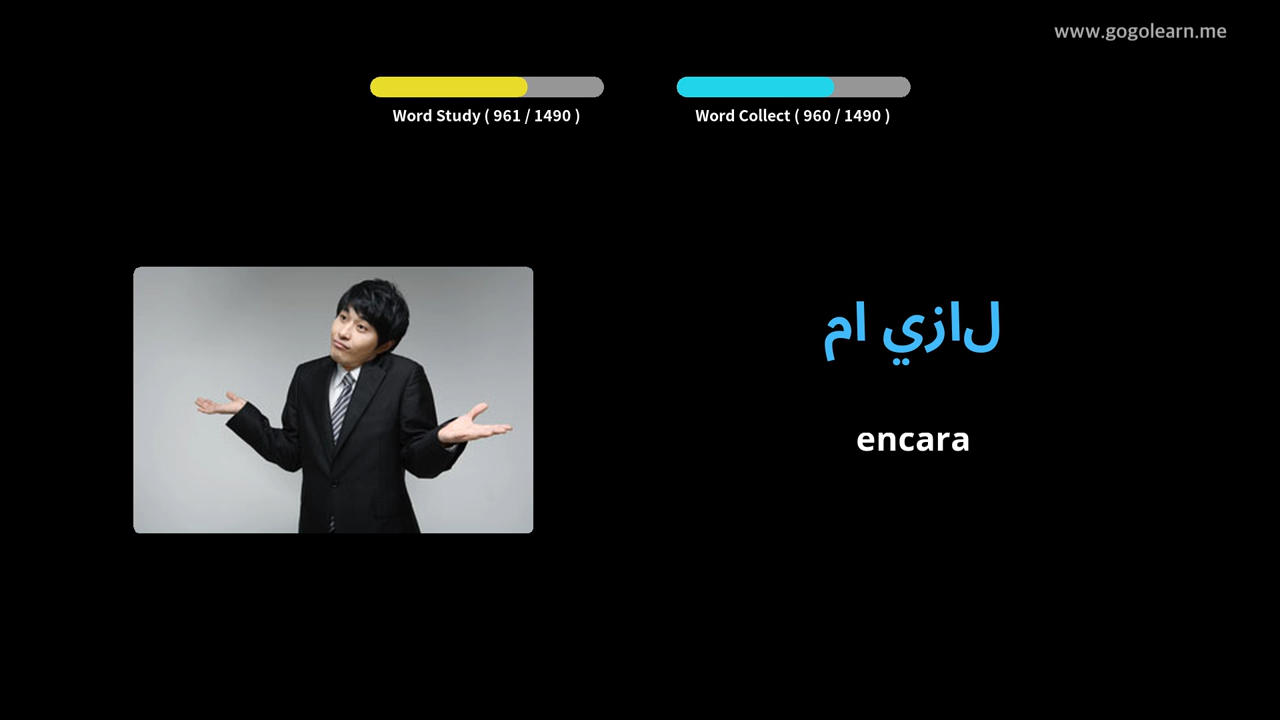 www.gogolearn.me
Word Study ( 961 / 1490 )
Word Collect ( 960 / 1490 )
لازي ام
encara